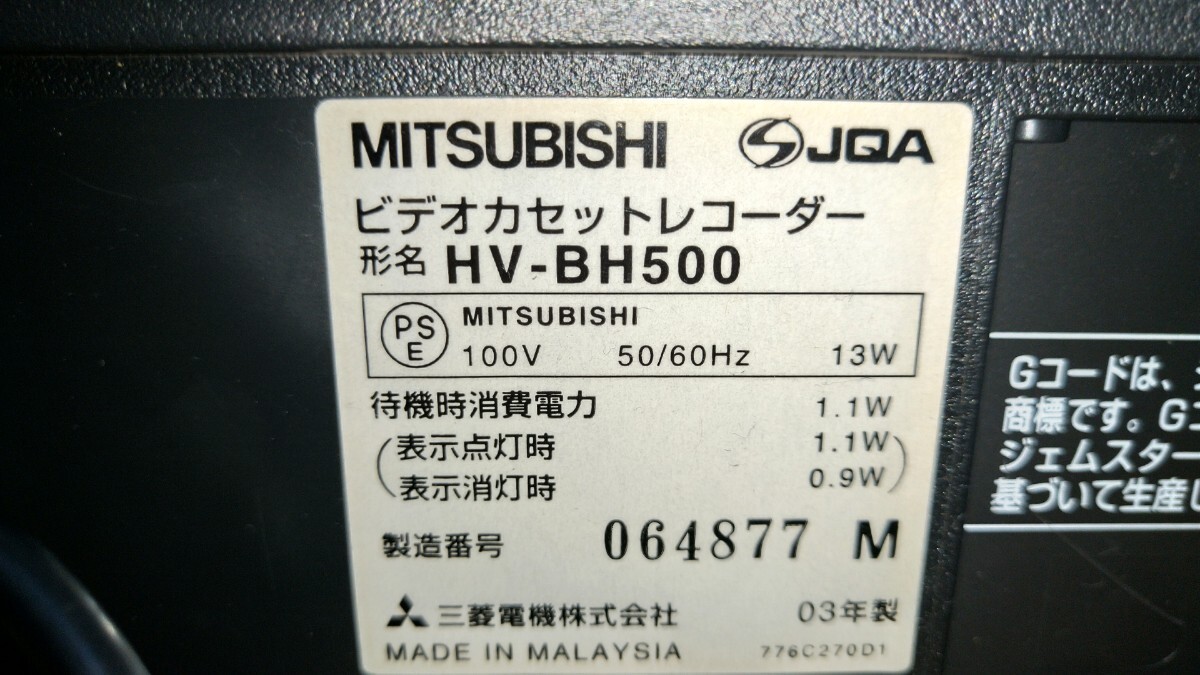 MITSUBISHI JQA
ビデオカセットレコーダー
形名 HV-BH500
PSE MITSUBISHI
100V 50/60Hz 13W
待機時消費電力 1.1W
(表示点灯時 1.1W
表示消灯時 0.9W)
製造番号 064877 M
三菱電機株式会社 03年製
MADE IN MALAYSIA 776C270D1
Gコードは、
商標です。G
ジェムスター
基づいて生産し